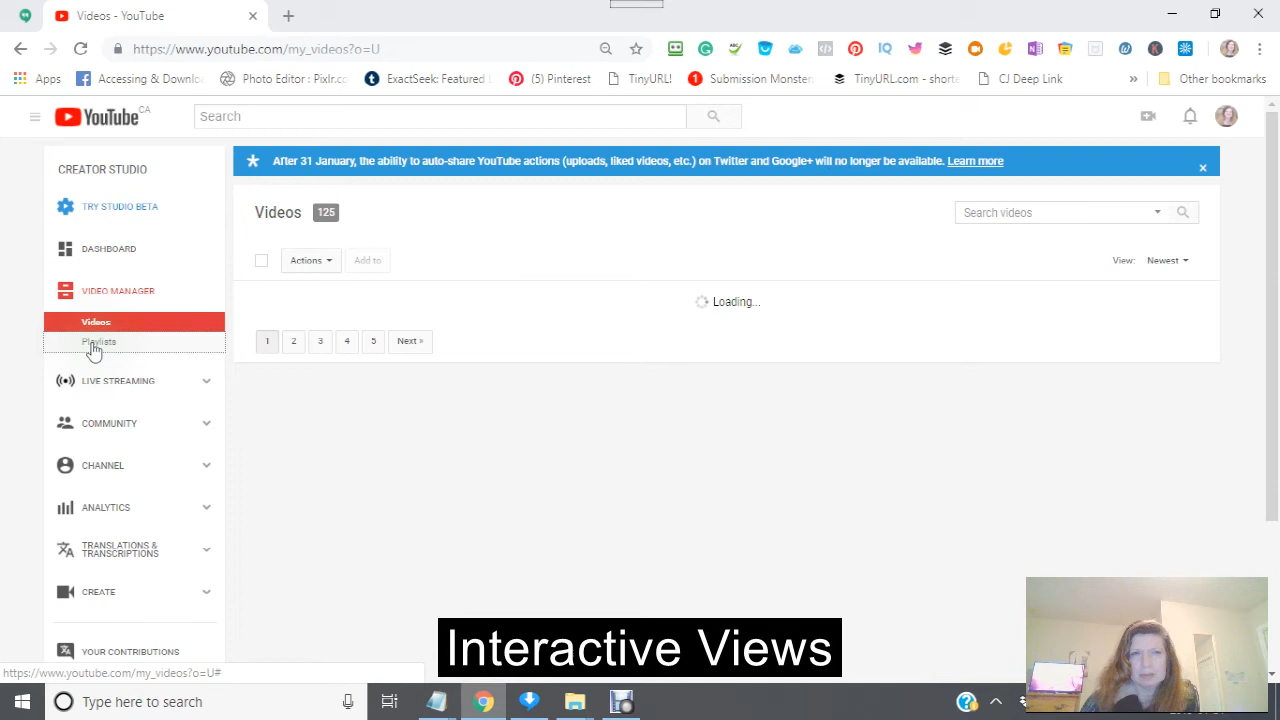 Videos - YouTube
https://www.youtube.com/my_videos?o=U
Apps
Accessing & Downlo
Photo Editor : Pixlr.co
ExactSeek: Featured L
(5) Pinterest
TinyURL!
Submission Monster
TinyURL.com - shorte
CJ Deep Link
»
Other bookmarks
YouTube CA
Search
CREATOR STUDIO
After 31 January, the ability to auto-share YouTube actions (uploads, liked videos, etc.) on Twitter and Google+ will no longer be available. Learn more
TRY STUDIO BETA
Videos 125
Search videos
DASHBOARD
Actions
Add to
View: Newest
VIDEO MANAGER
Loading...
Videos
Playlists
1 2 3 4 5 Next »
LIVE STREAMING
COMMUNITY
CHANNEL
ANALYTICS
TRANSLATIONS &
TRANSCRIPTIONS
CREATE
YOUR CONTRIBUTIONS
Interactive Views
https://www.youtube.com/my_videos?o=U#
Type here to search